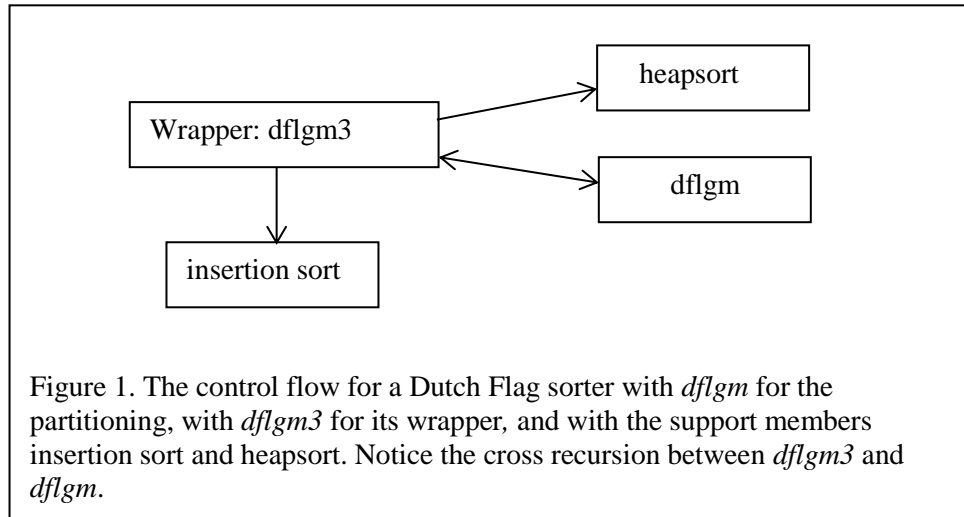 heapsort
Wrapper: dflgm3
dflgm
insertion sort
Figure 1. The control flow for a Dutch Flag sorter with dflgm for the
partitioning, with dflgm3 for its wrapper, and with the support members
insertion sort and heapsort. Notice the cross recursion between dflgm3 and
dflgm.